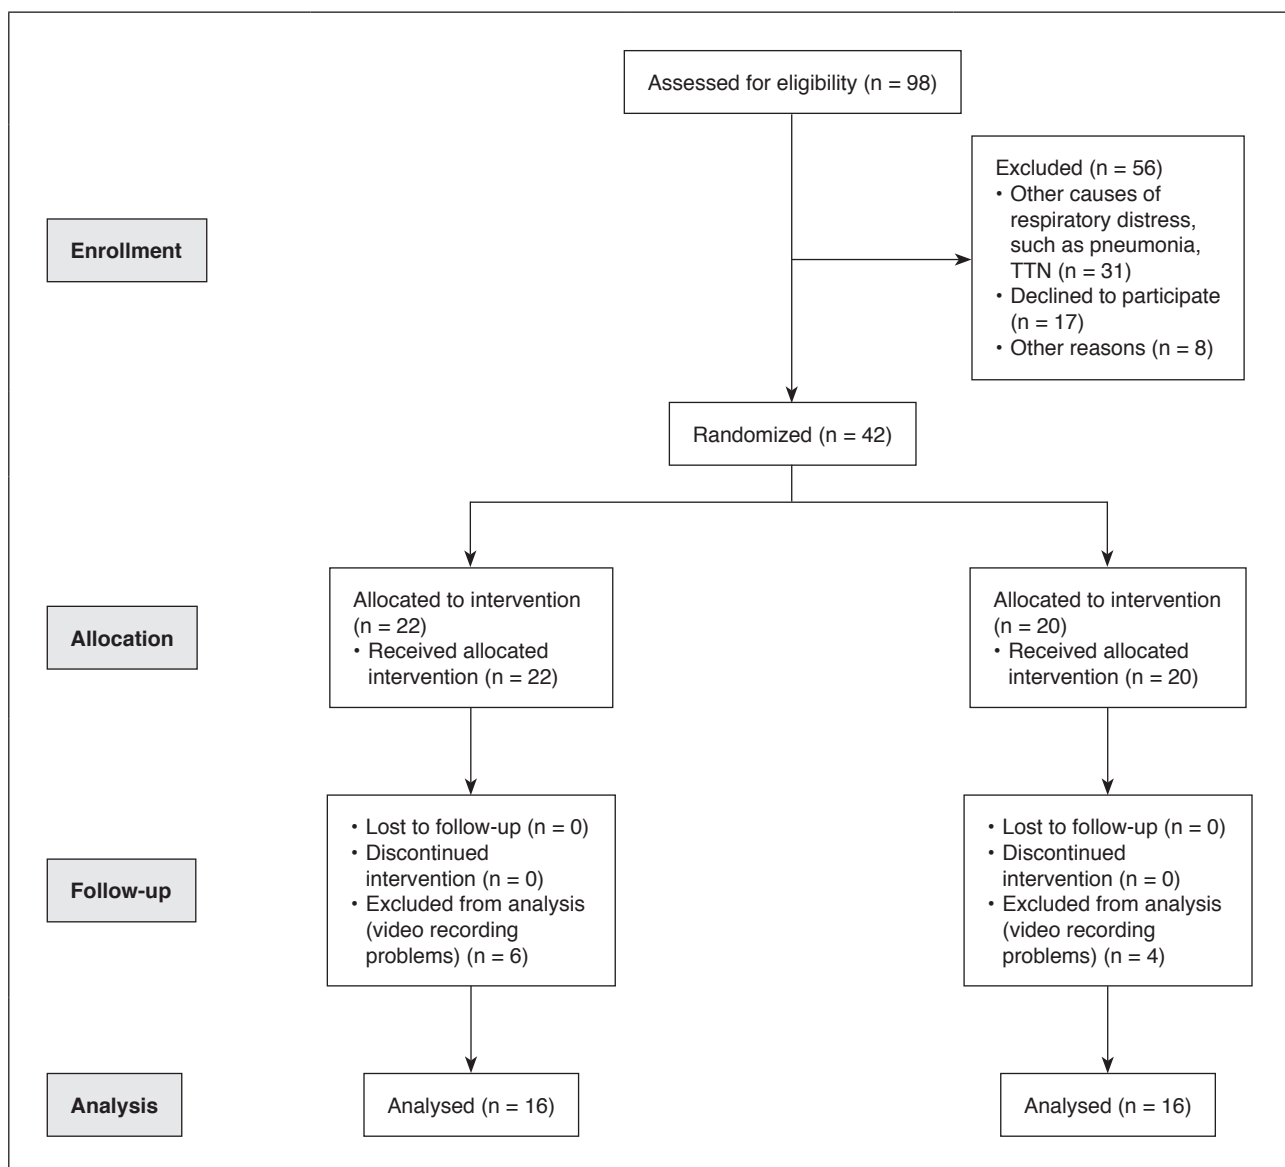 Assessed for eligibility (n = 98)
Excluded (n = 56)
• Other causes of
respiratory distress,
such as pneumonia,
TTN (n = 31)
• Declined to participate
(n = 17)
• Other reasons (n = 8)
Enrollment
Randomized (n = 42)
Allocation
Allocated to intervention
(n = 22)
• Received allocated
intervention (n = 22)
Allocated to intervention
(n = 20)
• Received allocated
intervention (n = 20)
Follow-up
• Lost to follow-up (n = 0)
• Discontinued
intervention (n = 0)
• Excluded from analysis
(video recording
problems) (n = 6)
• Lost to follow-up (n = 0)
• Discontinued
intervention (n = 0)
• Excluded from analysis
(video recording
problems) (n = 4)
Analysis
Analysed (n = 16)
Analysed (n = 16)